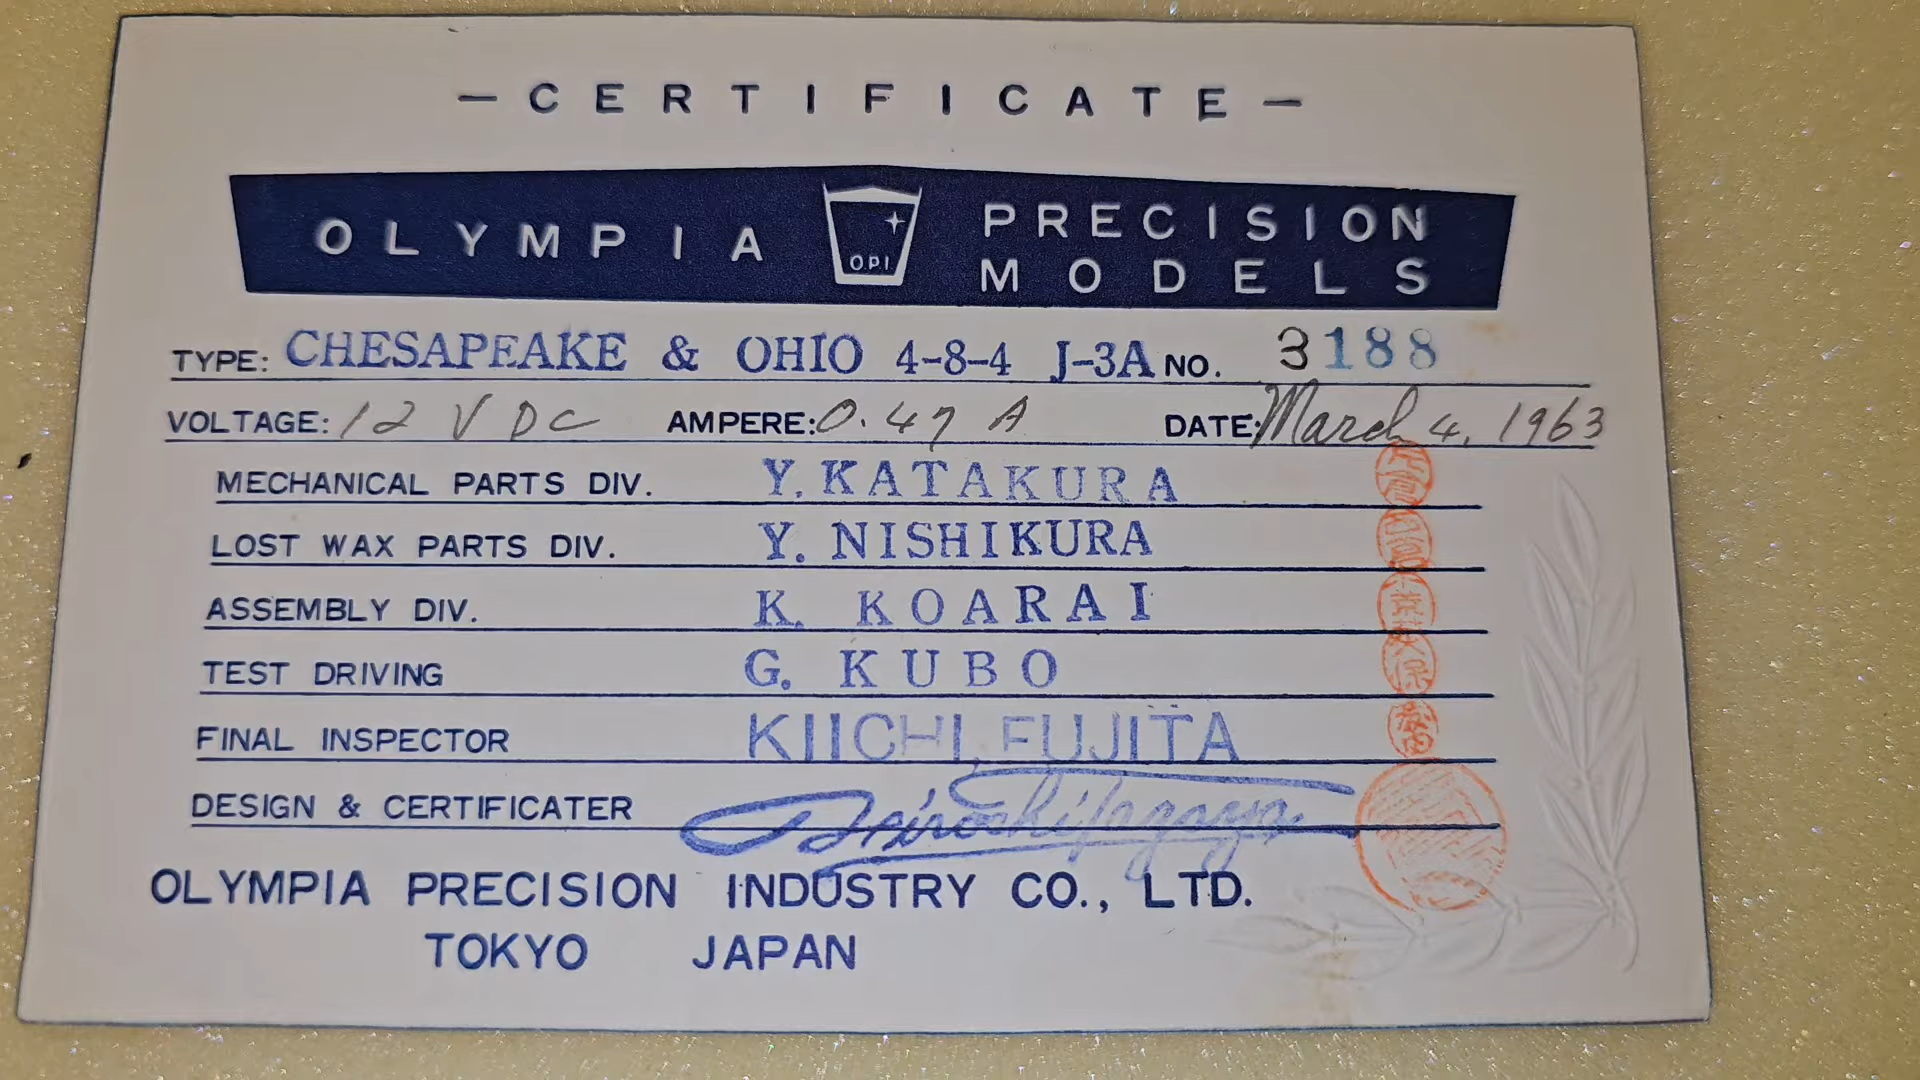 — CERTIFICATE —
OLYMPIA O.P.I. PRECISION MODELS
TYPE: CHESAPEAKE & OHIO 4-8-4 J-3A NO. 3188
VOLTAGE: 12 V DC AMPERE: 0.47 A DATE: March 4, 1963
MECHANICAL PARTS DIV. Y. KATAKURA
LOST WAX PARTS DIV. Y. NISHIKURA
ASSEMBLY DIV. K. KOARAI
TEST DRIVING G. KUBO
FINAL INSPECTOR KIICHI, FUJITA
DESIGN & CERTIFICATER
OLYMPIA PRECISION INDUSTRY CO., LTD.
TOKYO JAPAN